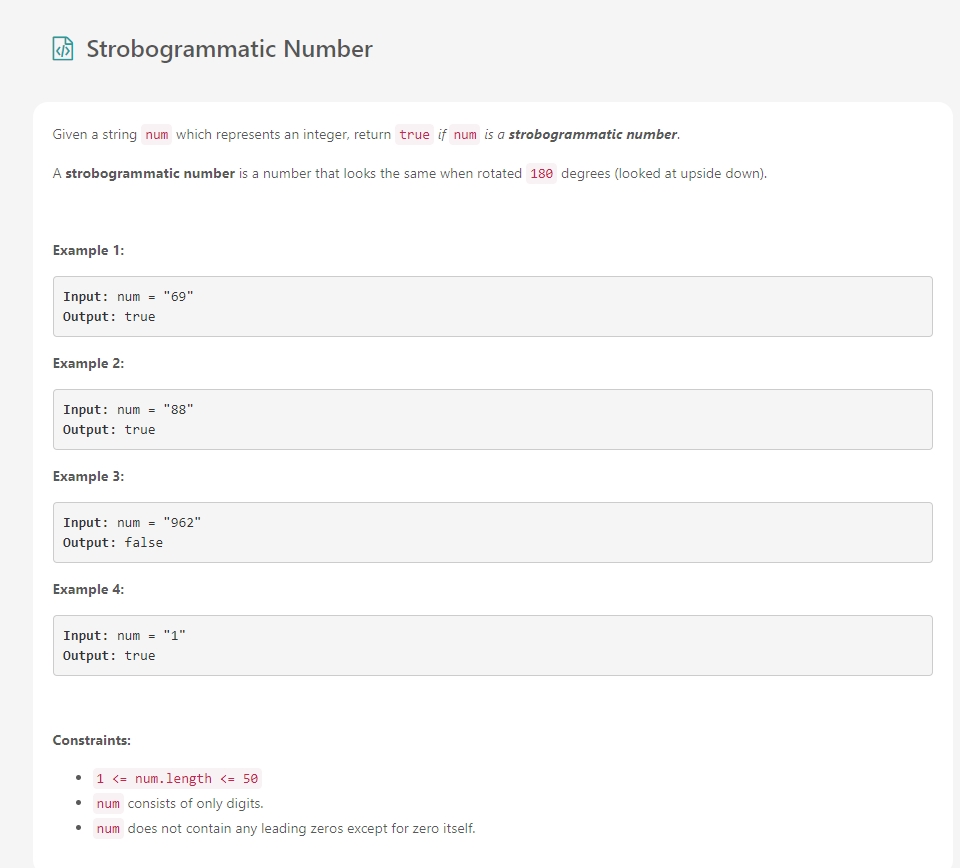 Strobogrammatic Number
Given a string num which represents an integer, return true if num is a strobogrammatic number.
A strobogrammatic number is a number that looks the same when rotated 180 degrees (looked at upside down).
Example 1:
Input: num = "69"
Output: true
Example 2:
Input: num = "88"
Output: true
Example 3:
Input: num = "962"
Output: false
Example 4:
Input: num = "1"
Output: true
Constraints:
• 1 <= num.length <= 50
• num consists of only digits.
• num does not contain any leading zeros except for zero itself.